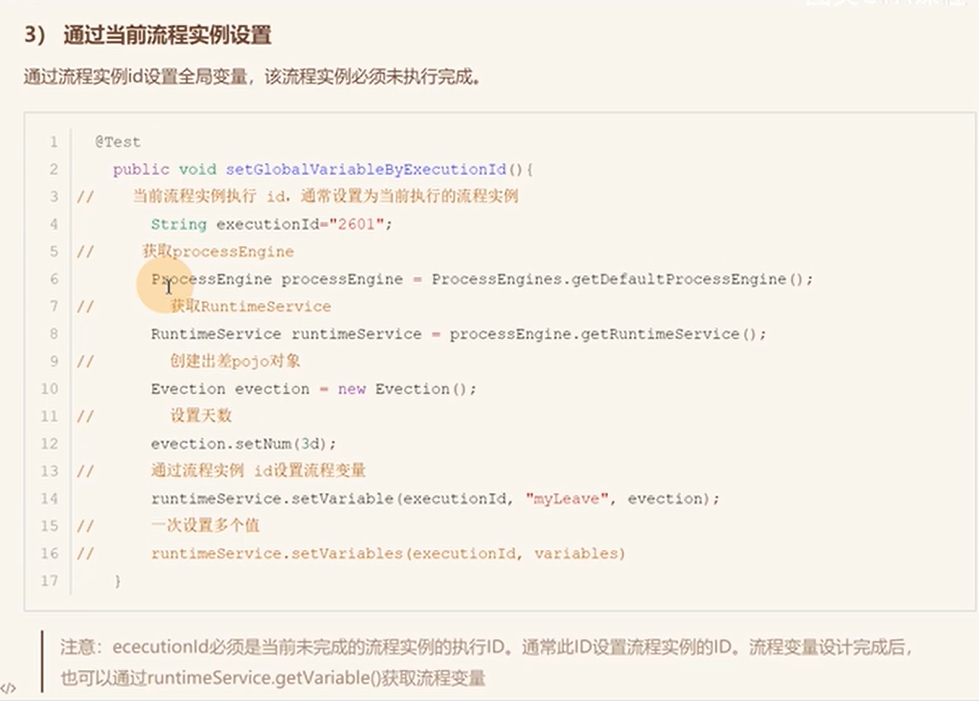 3） 通过当前流程实例设置
通过流程实例id设置全局变量，该流程实例必须未执行完成。
1 @Test
2 public void setGlobalVariableByExecutionId(){
3 // 当前流程实例执行 id，通常设置为当前执行的流程实例
4 String executionId="2601";
5 // 获取processEngine
6 ProcessEngine processEngine = ProcessEngines.getDefaultProcessEngine();
7 // 获取RuntimeService
8 RuntimeService runtimeService = processEngine.getRuntimeService();
9 // 创建出差pojo对象
10 Evection evection = new Evection();
11 // 设置天数
12 evection.setNum(3d);
13 // 通过流程实例 id设置流程变量
14 runtimeService.setVariable(executionId, "myLeave", evection);
15 // 一次设置多个值
16 // runtimeService.setVariables(executionId, variables)
17 }
注意：ececutionId必须是当前未完成的流程实例的执行ID。通常此ID设置流程实例的ID。流程变量设计完成后，
也可以通过runtimeService.getVariable()获取流程变量